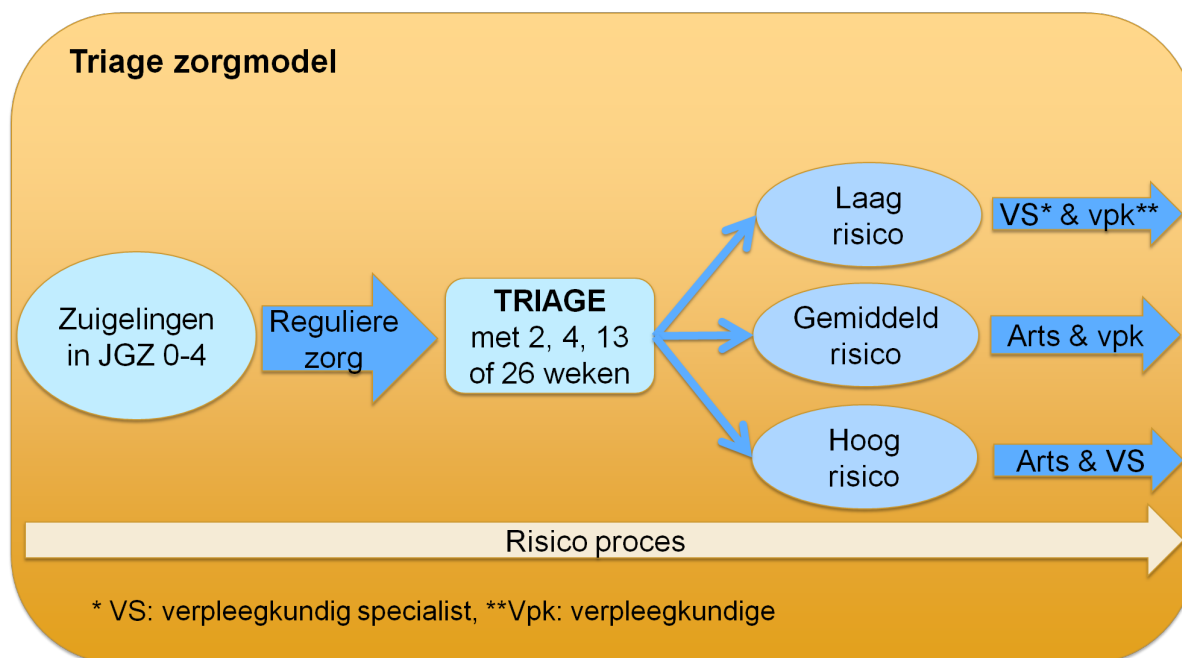 Triage zorgmodel
Zuigelingen
in JGZ 0-4
Reguliere
zorg
TRIAGE
met 2, 4, 13
of 26 weken
Laag
risico
VS* & vpk**
Gemiddeld
risico
Arts & vpk
Hoog
risico
Arts & VS
Risico proces
* VS: verpleegkundig specialist, **Vpk: verpleegkundige